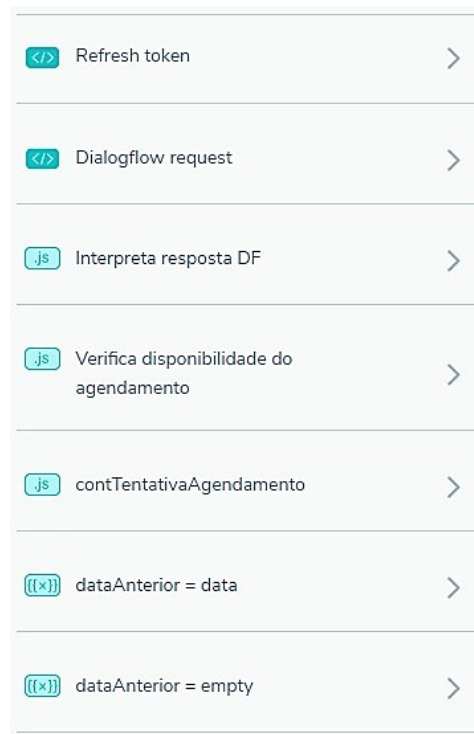 </> Refresh token
</> Dialogflow request
.js Interpreta resposta DF
.js Verifica disponibilidade do
agendamento
.js contTentativaAgendamento
{{x}} dataAnterior = data
{{x}} dataAnterior = empty